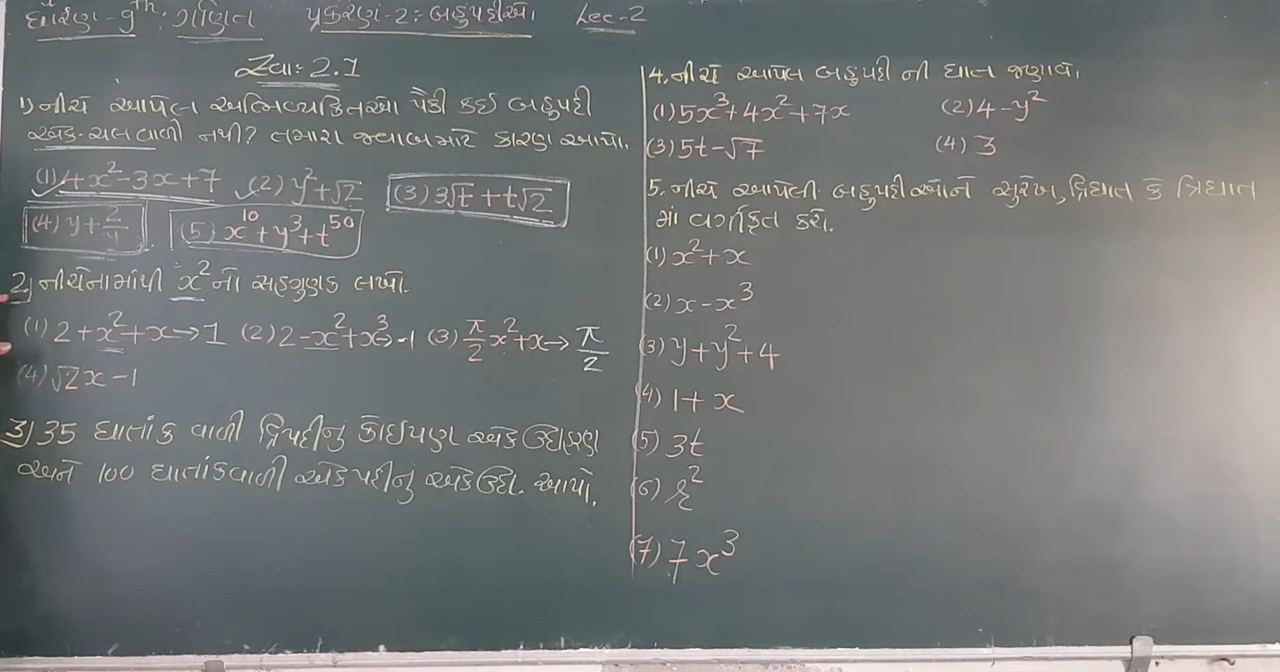 ધોરણ-9th: ગણિત પ્રકરણ-2:- બહુપદીઓ. Lec-2
સ્વા: 2.1
1) નીચે આપેલ અભિવ્યક્તિઓ પૈકી કઈ બહુપદી
એક-ચલ વાળી નથી? તમારા જવાબ માટે કારણ આપો.
(1) 4x²-3x+7 (2) y²+√2 (3) 3√t+t√2
(4) y+2/y (5) x¹⁰+y³+t⁵⁰
2) નીચેનામાંથી x² નો સહગુણક લખો.
(1) 2+x²+x→1 (2) 2-x²+x³→-1 (3) π/2 x²+x→ π/2
(4) √2x-1
3) 35 ઘાતાંક વાળી દ્વિપદીનું કોઈપણ એક ઉદાહરણ
અને 100 ઘાતાંકવાળી એકપદીનું એક ઉદા. આપો.
4. નીચે આપેલ બહુપદી ની ઘાત જણાવો.
(1) 5x³+4x²+7x (2) 4-y²
(3) 5t-√7 (4) 3
5. નીચે આપેલી બહુપદીઓને સુરેખ, દ્વિઘાત કે ત્રિઘાત
માં વર્ગીકૃત કરો.
(1) x²+x
(2) x-x³
(3) y+y²+4
(4) 1+x
(5) 3t
(6) r²
(7) 7x³